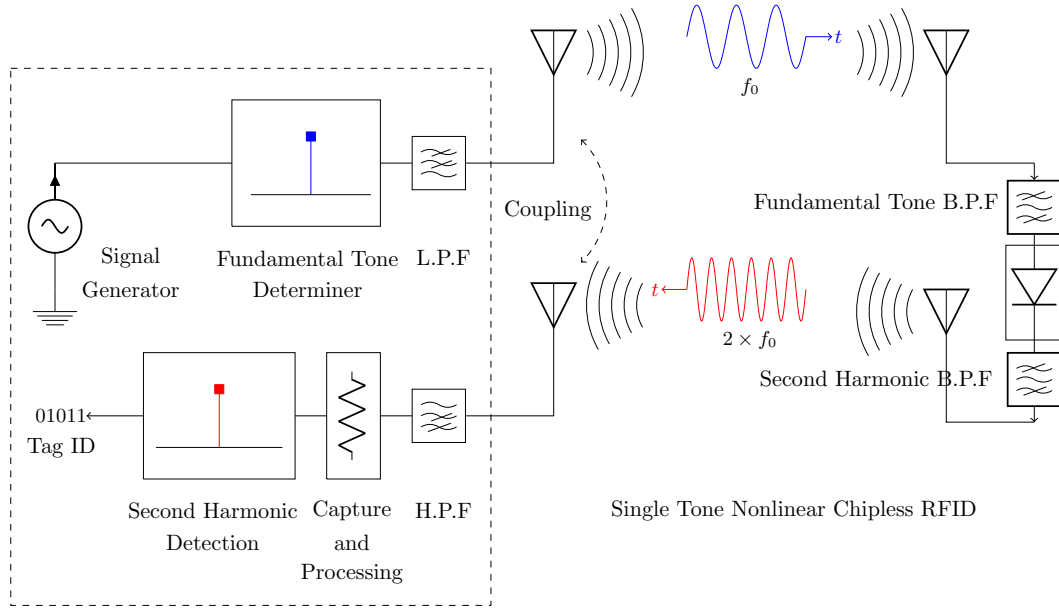 t
f₀
Fundamental Tone B.P.F
Coupling
Signal
Generator
Fundamental Tone
Determiner
L.P.F
t
2 × f₀
Second Harmonic B.P.F
01011
Tag ID
Second Harmonic
Detection
Capture
and
Processing
H.P.F
Single Tone Nonlinear Chipless RFID